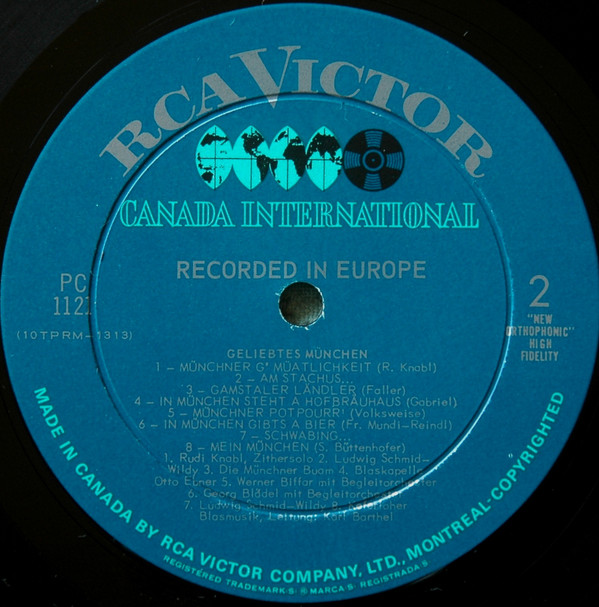 RCA VICTOR
CANADA INTERNATIONAL
RECORDED IN EUROPE
PC
1121
(10TPRM-1313)
2
"NEW
ORTHOPHONIC"
HIGH
FIDELITY
GELIEBTES MÜNCHEN
1 – MÜNCHNER G' MÜATLICHKEIT (R. Knabl)
2 – AM STACHUS...
3 – GAMSTALER LÄNDLER (Faller)
4 – IN MÜNCHEN STEHT A HOFBRÄUHAUS (Gabriel)
5 – MÜNCHNER POTPOURRI (Volksweise)
6 – IN MÜNCHEN GIBTS A BIER (Fr. Mundi-Reindl)
7 – SCHWABING...
8 – MEIN MÜNCHEN (S. Büttenhofer)
1. Rudi Knabl, Zithersolo 2. Ludwig Schmid-
Wildy 3. Die Münchner Buam 4. Blaskapelle
Otto Ebner 5. Werner Biffar mit Begleitorchester
6. Georg Blädel mit Begleitorchester
7. Ludwig Schmid-Wildy 8.
Blasmusik, Leitung: Karl Barthel
MADE IN CANADA BY RCA VICTOR COMPANY, LTD., MONTREAL-COPYRIGHTED
REGISTERED TRADEMARK·S· ® MARCA·S· REGISTRADA·S·